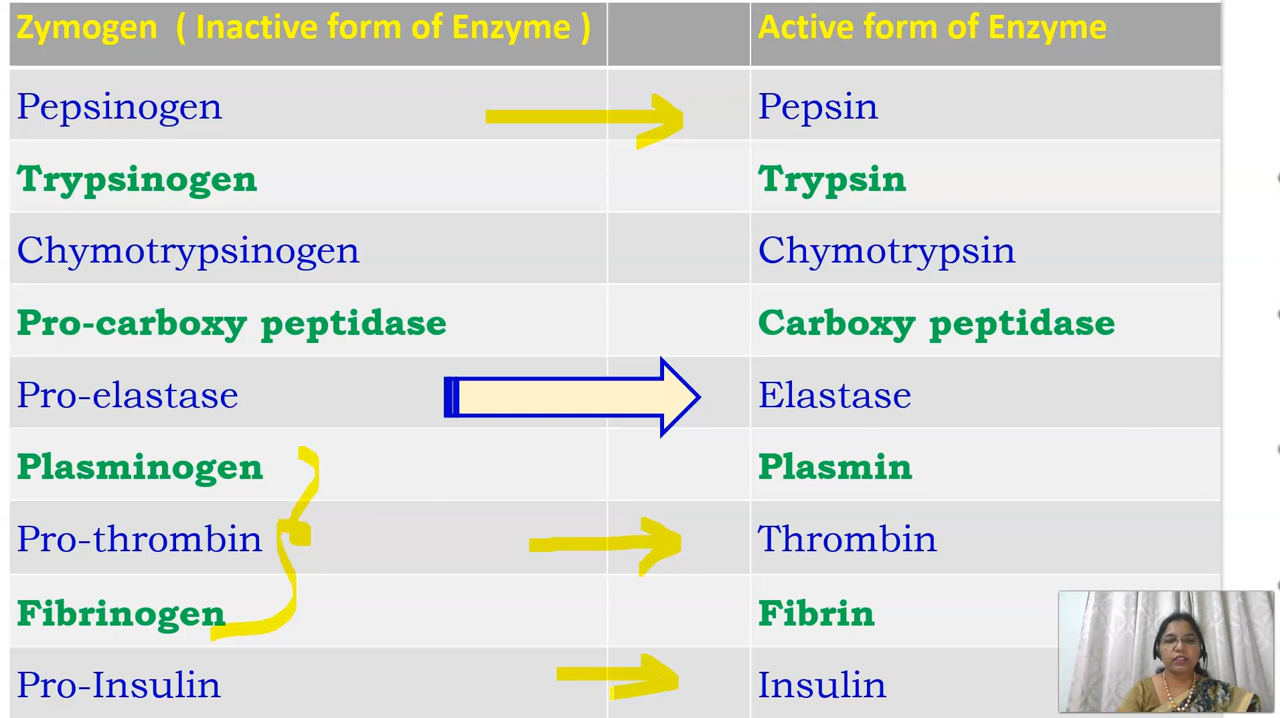 Zymogen ( Inactive form of Enzyme ) Active form of Enzyme
Pepsinogen Pepsin
Trypsinogen Trypsin
Chymotrypsinogen Chymotrypsin
Pro-carboxy peptidase Carboxy peptidase
Pro-elastase Elastase
Plasminogen Plasmin
Pro-thrombin Thrombin
Fibrinogen Fibrin
Pro-Insulin Insulin